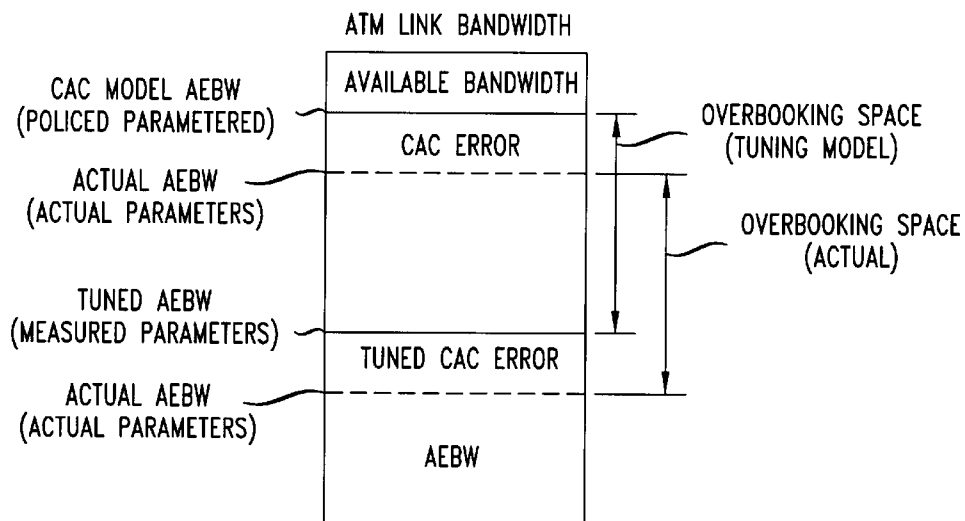 ATM LINK BANDWIDTH
AVAILABLE BANDWIDTH
CAC MODEL AEBW
(POLICED PARAMETERED)
OVERBOOKING SPACE
(TUNING MODEL)
CAC ERROR
ACTUAL AEBW
(ACTUAL PARAMETERS)
OVERBOOKING SPACE
(ACTUAL)
TUNED AEBW
(MEASURED PARAMETERS)
TUNED CAC ERROR
ACTUAL AEBW
(ACTUAL PARAMETERS)
AEBW